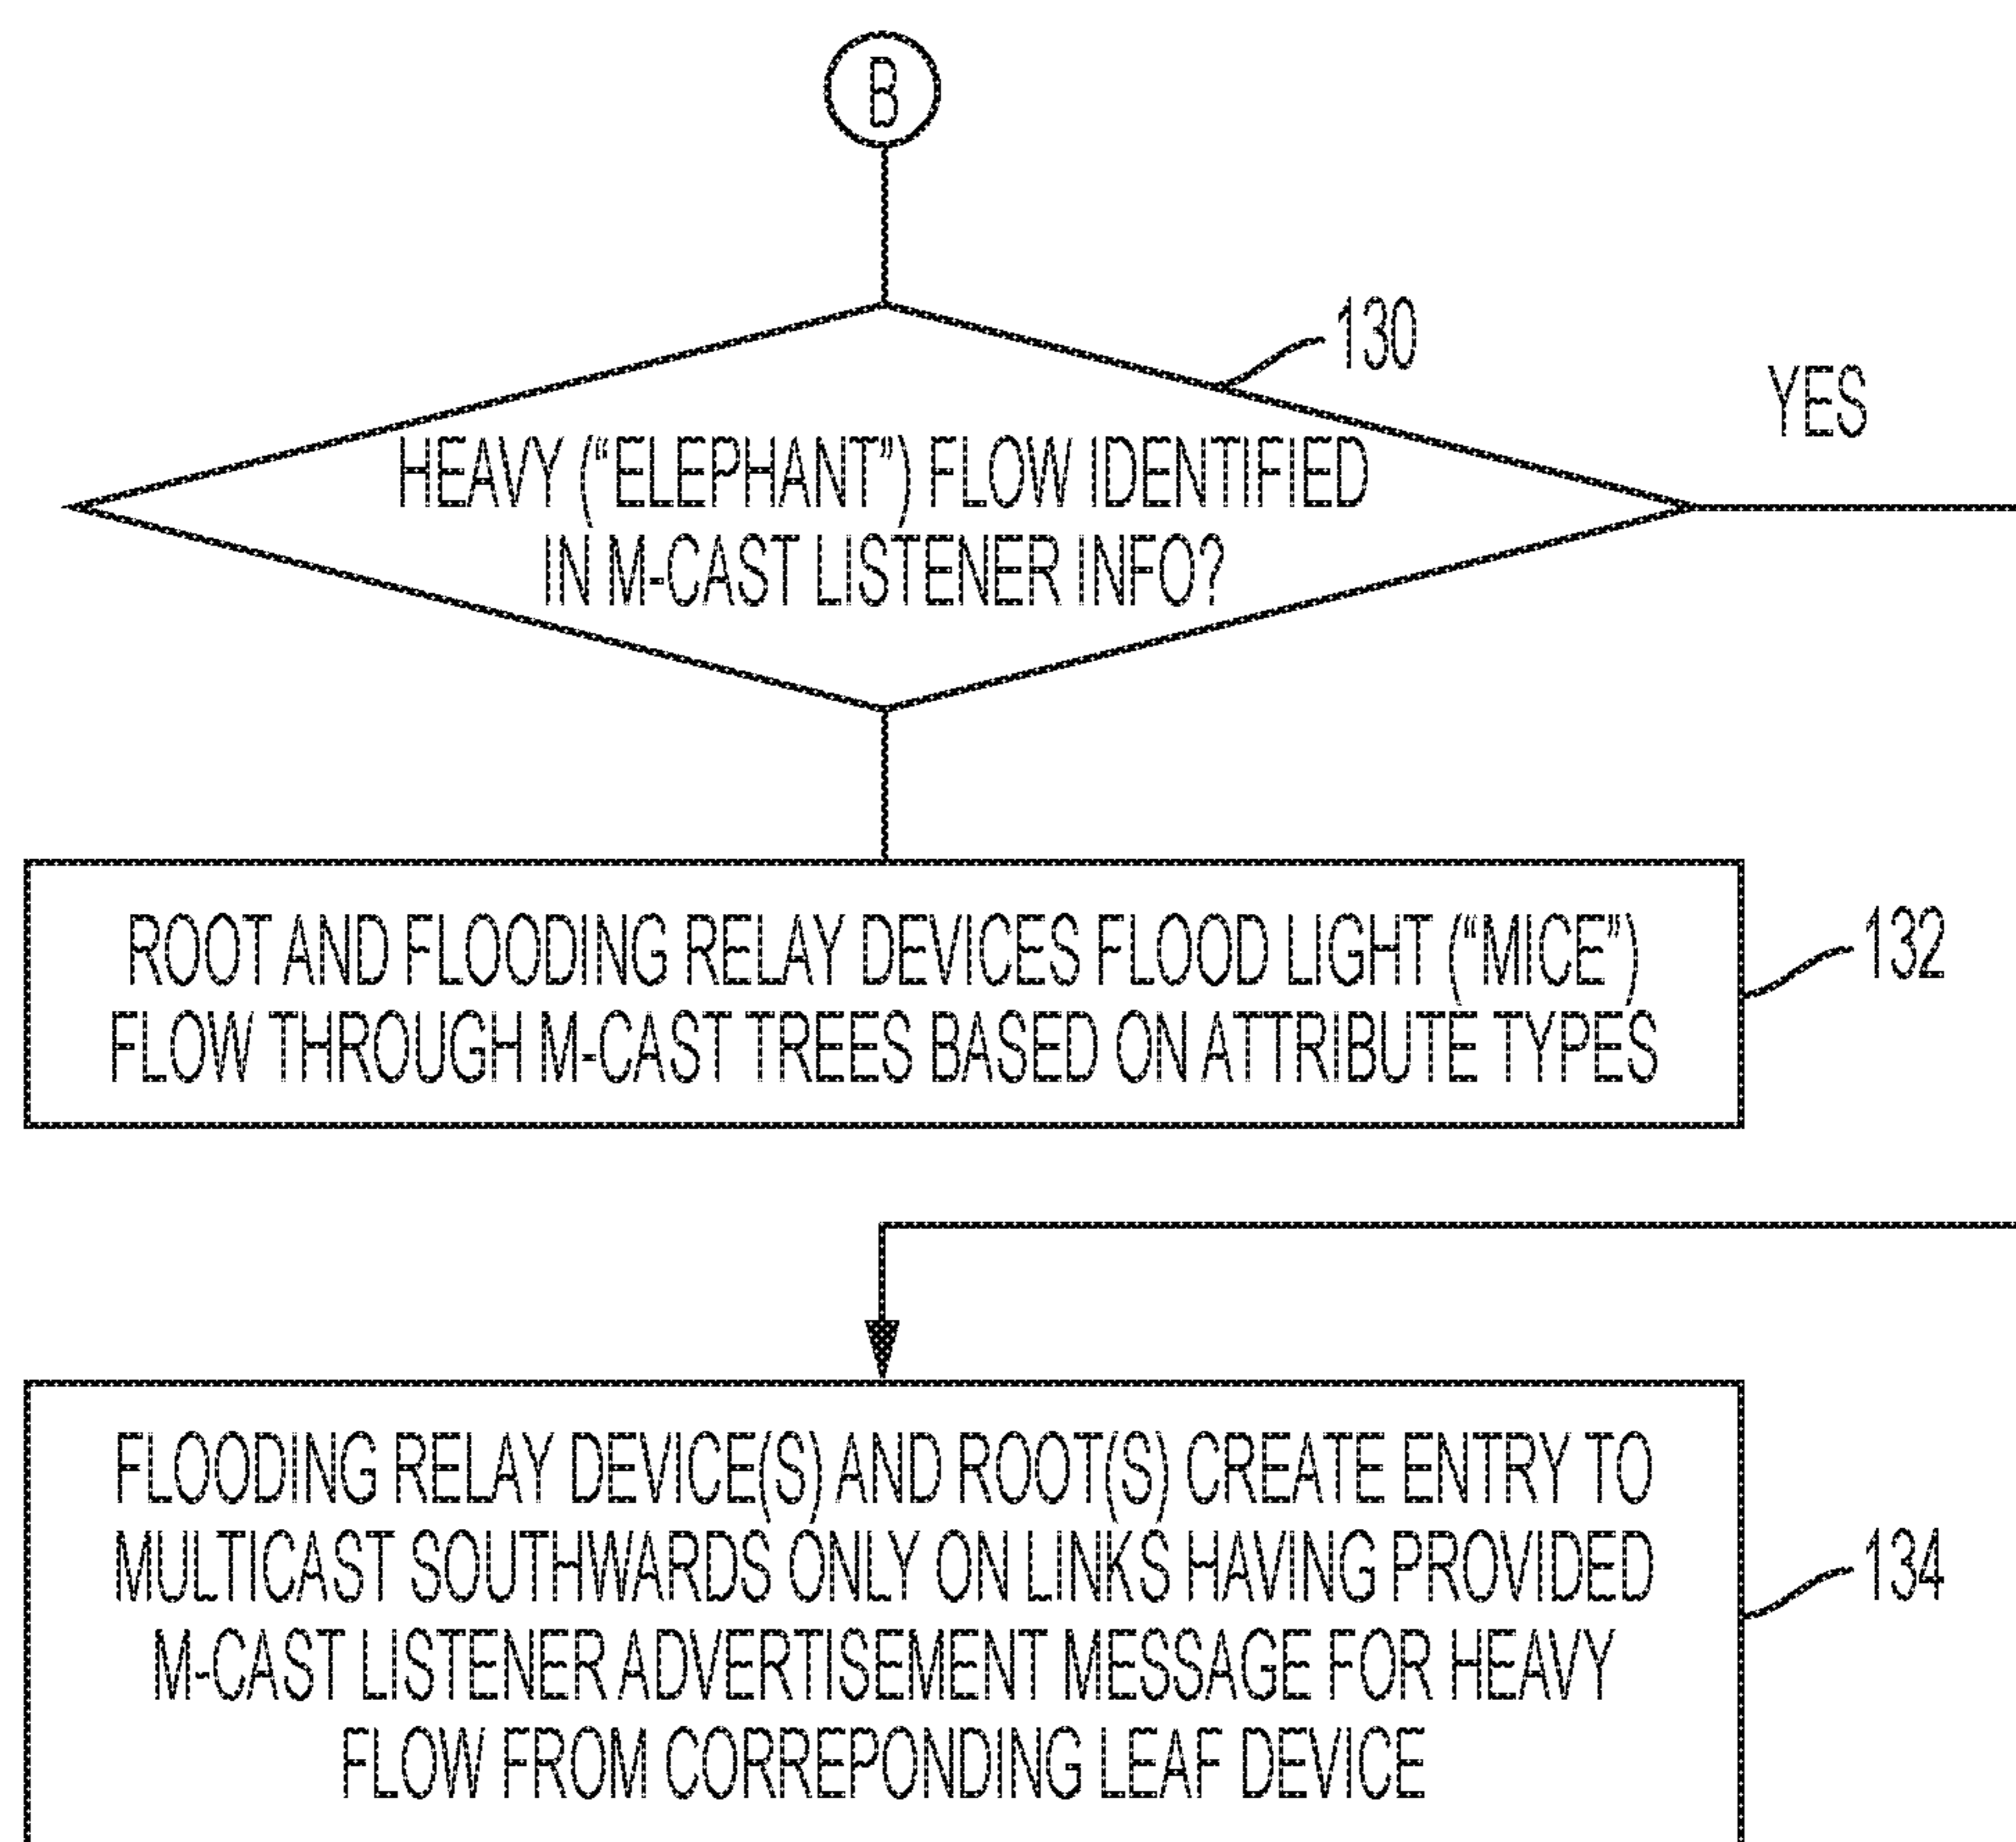 B
130
YES
HEAVY (“ELEPHANT”) FLOW IDENTIFIED
IN M-CAST LISTENER INFO?
ROOT AND FLOODING RELAY DEVICES FLOOD LIGHT (“MICE”)
FLOW THROUGH M-CAST TREES BASED ON ATTRIBUTE TYPES
132
FLOODING RELAY DEVICE(S) AND ROOT(S) CREATE ENTRY TO
MULTICAST SOUTHWARDS ONLY ON LINKS HAVING PROVIDED
M-CAST LISTENER ADVERTISEMENT MESSAGE FOR HEAVY
FLOW FROM CORREPONDING LEAF DEVICE
134